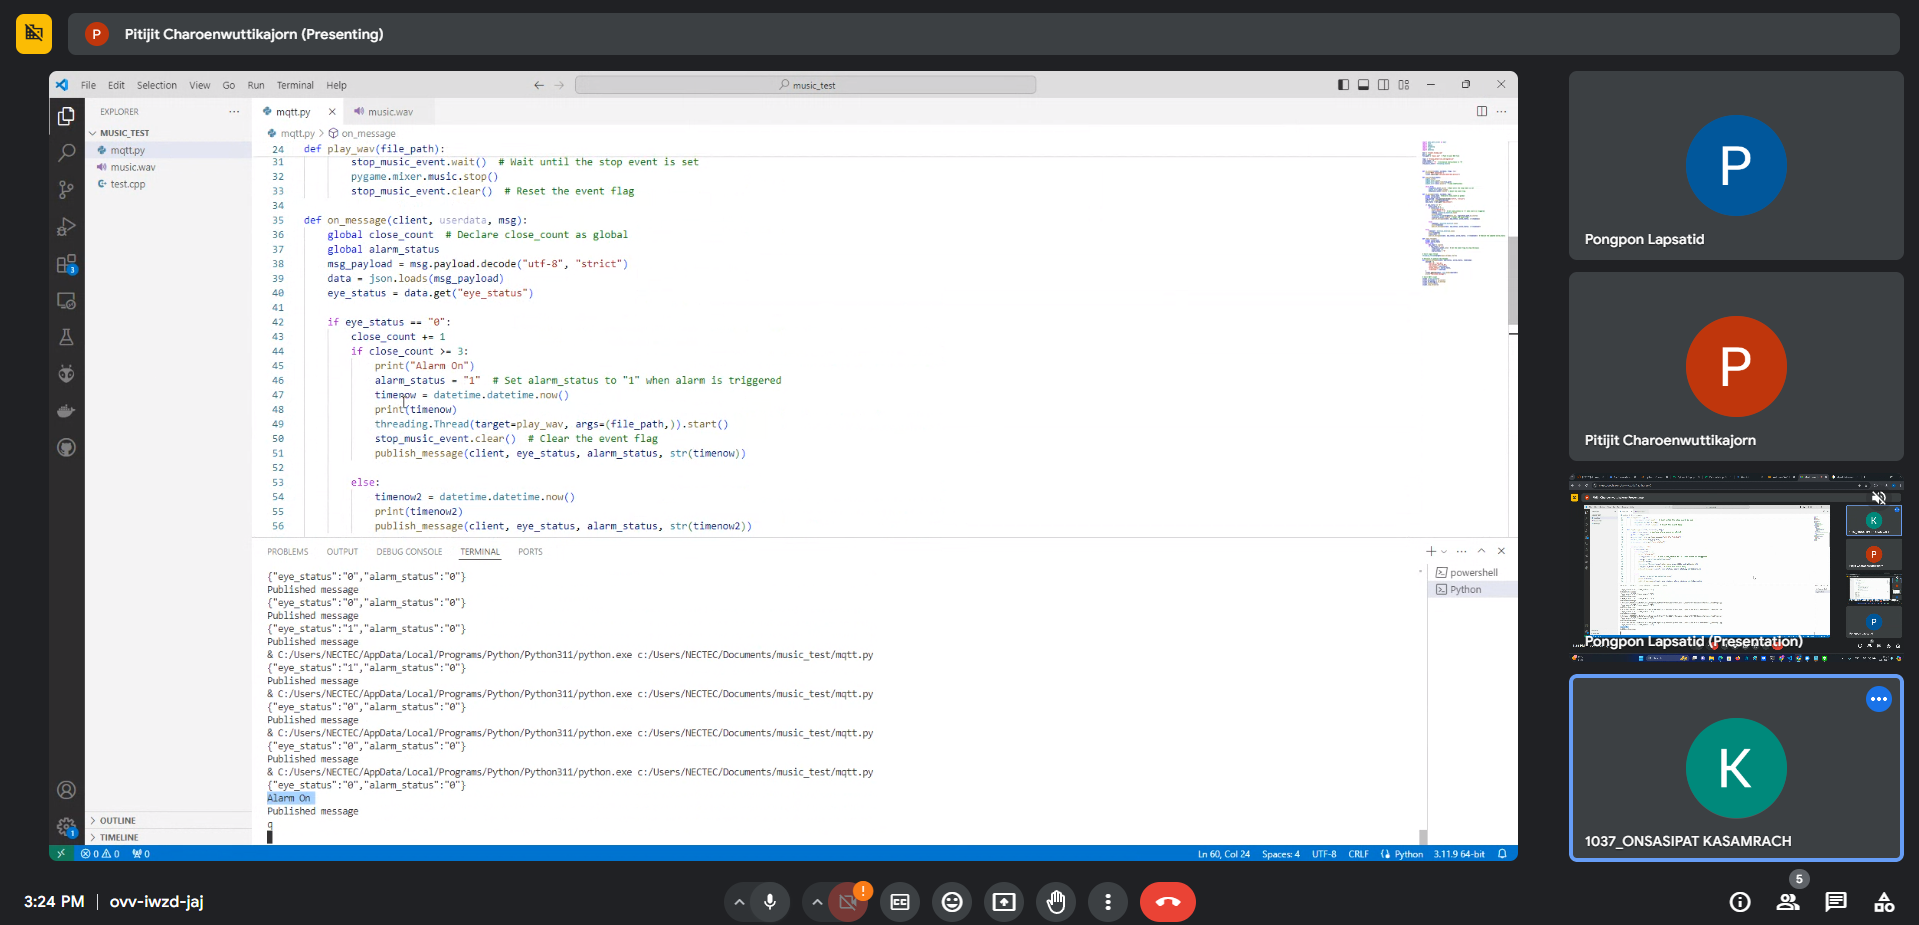 P Pitijit Charoenwuttikajorn (Presenting)
File Edit Selection View Go Run Terminal Help
music_test
EXPLORER
MUSIC_TEST
mqtt.py
music.wav
test.cpp
OUTLINE
TIMELINE
mqtt.py music.wav
mqtt.py > on_message
24 def play_wav(file_path):
31 stop_music_event.wait() # Wait until the stop event is set
32 pygame.mixer.music.stop()
33 stop_music_event.clear() # Reset the event flag
34
35 def on_message(client, userdata, msg):
36 global close_count # Declare close_count as global
37 global alarm_status
38 msg_payload = msg.payload.decode("utf-8", "strict")
39 data = json.loads(msg_payload)
40 eye_status = data.get("eye_status")
41
42 if eye_status == "0":
43 close_count += 1
44 if close_count >= 3:
45 print("Alarm On")
46 alarm_status = "1" # Set alarm_status to "1" when alarm is triggered
47 timenow = datetime.datetime.now()
48 print(timenow)
49 threading.Thread(target=play_wav, args=(file_path,)).start()
50 stop_music_event.clear() # Clear the event flag
51 publish_message(client, eye_status, alarm_status, str(timenow))
52
53 else:
54 timenow2 = datetime.datetime.now()
55 print(timenow2)
56 publish_message(client, eye_status, alarm_status, str(timenow2))
PROBLEMS OUTPUT DEBUG CONSOLE TERMINAL PORTS
{"eye_status":"0","alarm_status":"0"}
Published message
{"eye_status":"0","alarm_status":"0"}
Published message
{"eye_status":"1","alarm_status":"0"}
Published message
& C:/Users/NECTEC/AppData/Local/Programs/Python/Python311/python.exe c:/Users/NECTEC/Documents/music_test/mqtt.py
{"eye_status":"1","alarm_status":"0"}
Published message
& C:/Users/NECTEC/AppData/Local/Programs/Python/Python311/python.exe c:/Users/NECTEC/Documents/music_test/mqtt.py
{"eye_status":"0","alarm_status":"0"}
Published message
& C:/Users/NECTEC/AppData/Local/Programs/Python/Python311/python.exe c:/Users/NECTEC/Documents/music_test/mqtt.py
{"eye_status":"0","alarm_status":"0"}
Published message
& C:/Users/NECTEC/AppData/Local/Programs/Python/Python311/python.exe c:/Users/NECTEC/Documents/music_test/mqtt.py
{"eye_status":"0","alarm_status":"0"}
Alarm On
Published message
q
powershell
Python
0 0 0
Ln 60, Col 24 Spaces: 4 UTF-8 CRLF Python 3.11.9 64-bit
P
Pongpon Lapsatid
P
Pitijit Charoenwuttikajorn
Pongpon Lapsatid (Presentation)
K
1037_ONSASIPAT KASAMRACH
3:24 PM | ovv-iwzd-jaj
5